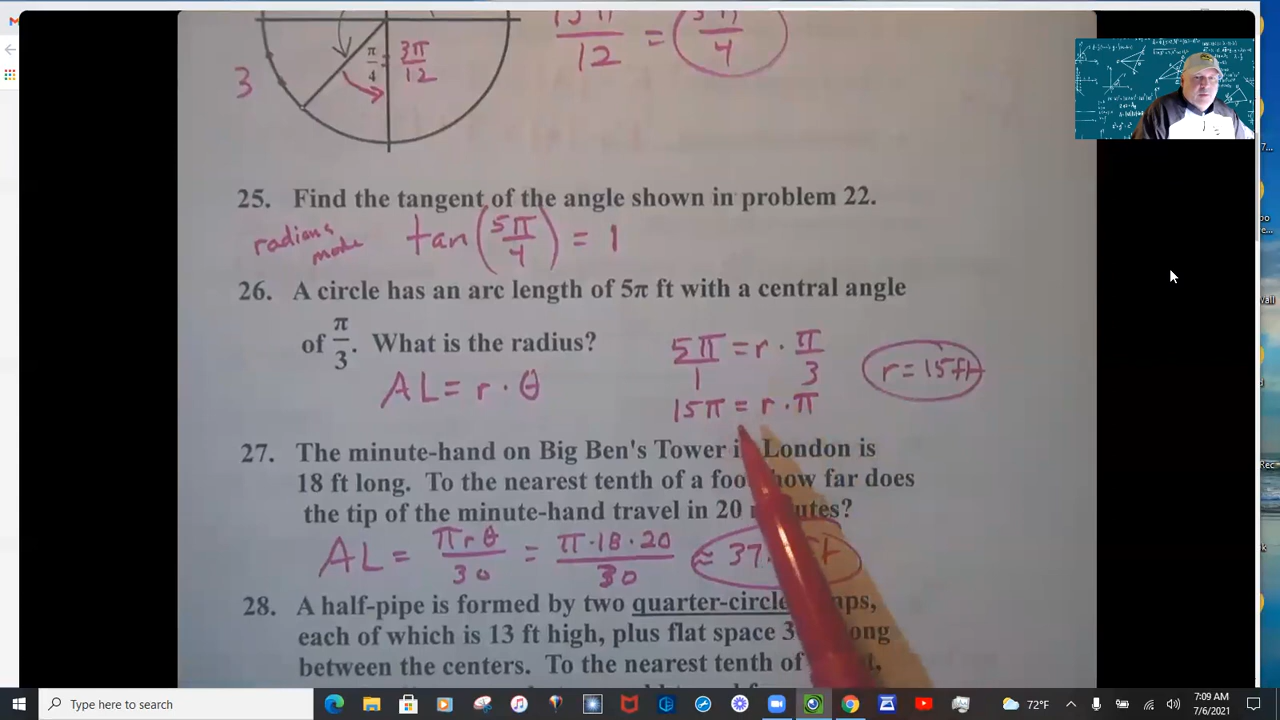 3
π/4
3π/12
/12 = π/4
25. Find the tangent of the angle shown in problem 22.
radians mode
tan(5π/4) = 1
26. A circle has an arc length of 5π ft with a central angle
of π/3. What is the radius?
AL = r · θ
5π/1 = r · π/3
15π = r · π
r = 15ft
27. The minute-hand on Big Ben's Tower i London is
18 ft long. To the nearest tenth of a foo how far does
the tip of the minute-hand travel in 20 utes?
AL = πrθ/30 = π·18·20/30 ≈ 37.
28. A half-pipe is formed by two quarter-circle ps,
each of which is 13 ft high, plus flat space 3 ong
between the centers. To the nearest tenth of
Type here to search
72°F
7:09 AM
7/6/2021